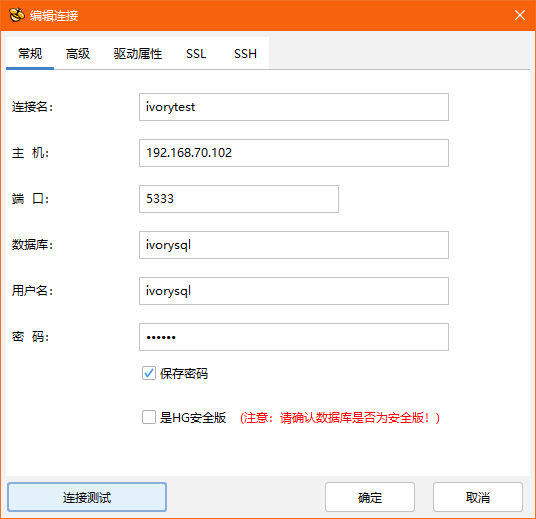 编辑连接
常规 高级 驱动属性 SSL SSH
连接名: ivorytest
主 机: 192.168.70.102
端 口: 5333
数据库: ivorysql
用户名: ivorysql
密 码: ••••••
保存密码
是HG安全版 (注意：请确认数据库是否为安全版！)
连接测试 确定 取消